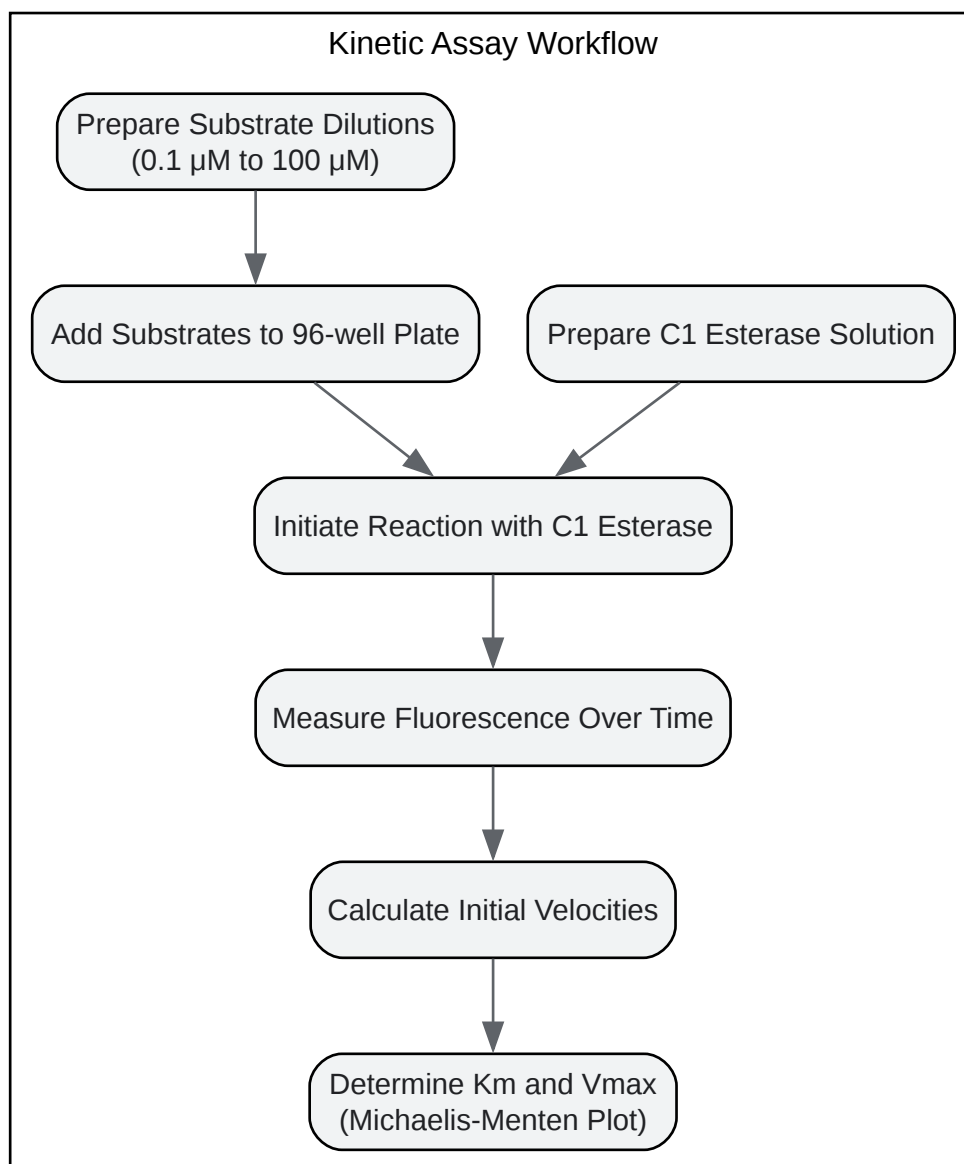 Kinetic Assay Workflow
Prepare Substrate Dilutions
(0.1 µM to 100 µM)
Add Substrates to 96-well Plate
Prepare C1 Esterase Solution
Initiate Reaction with C1 Esterase
Measure Fluorescence Over Time
Calculate Initial Velocities
Determine Km and Vmax
(Michaelis-Menten Plot)